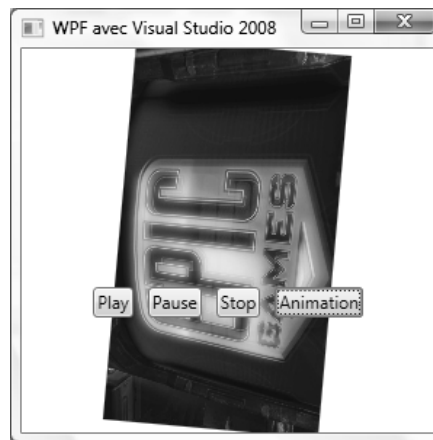 WPF avec Visual Studio 2008
EPIC
GAMES
Play Pause Stop Animation